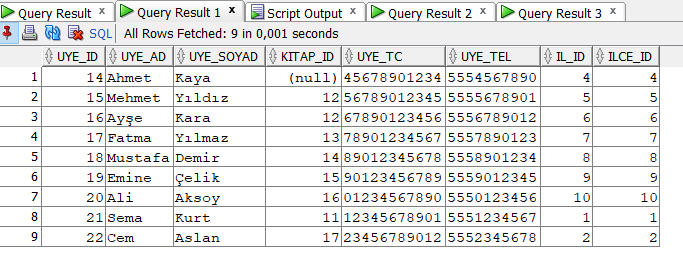 Query Result × Query Result 1 × Script Output × Query Result 2 × Query Result 3 ×
SQL | All Rows Fetched: 9 in 0,001 seconds
UYE_ID UYE_AD UYE_SOYAD KITAP_ID UYE_TC UYE_TEL IL_ID ILCE_ID
1 14 Ahmet Kaya (null) 45678901234 5554567890 4 4
2 15 Mehmet Yıldız 12 56789012345 5555678901 5 5
3 16 Ayşe Kara 12 67890123456 5556789012 6 6
4 17 Fatma Yılmaz 13 78901234567 5557890123 7 7
5 18 Mustafa Demir 14 89012345678 5558901234 8 8
6 19 Emine Çelik 15 90123456789 5559012345 9 9
7 20 Ali Aksoy 16 01234567890 5550123456 10 10
8 21 Sema Kurt 11 12345678901 5551234567 1 1
9 22 Cem Aslan 17 23456789012 5552345678 2 2